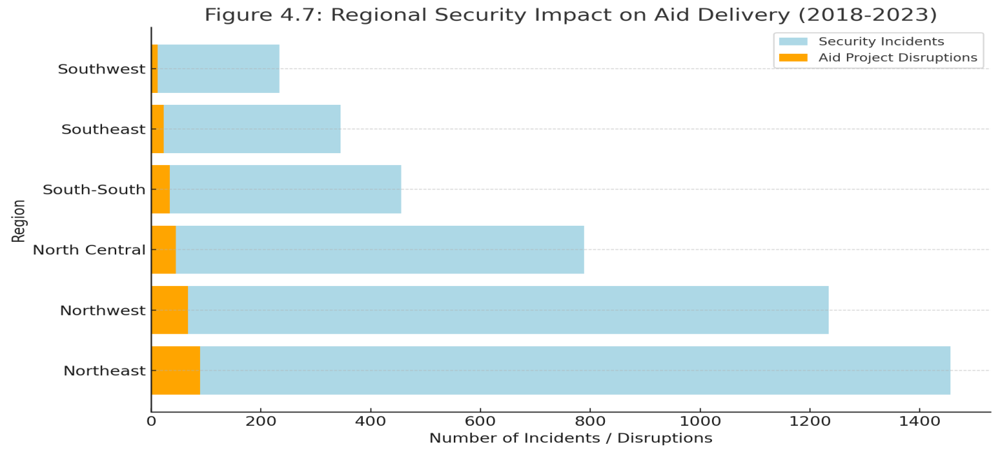 Figure 4.7: Regional Security Impact on Aid Delivery (2018-2023)
Security Incidents
Aid Project Disruptions
Region
Southwest
Southeast
South-South
North Central
Northwest
Northeast
0 200 400 600 800 1000 1200 1400
Number of Incidents / Disruptions